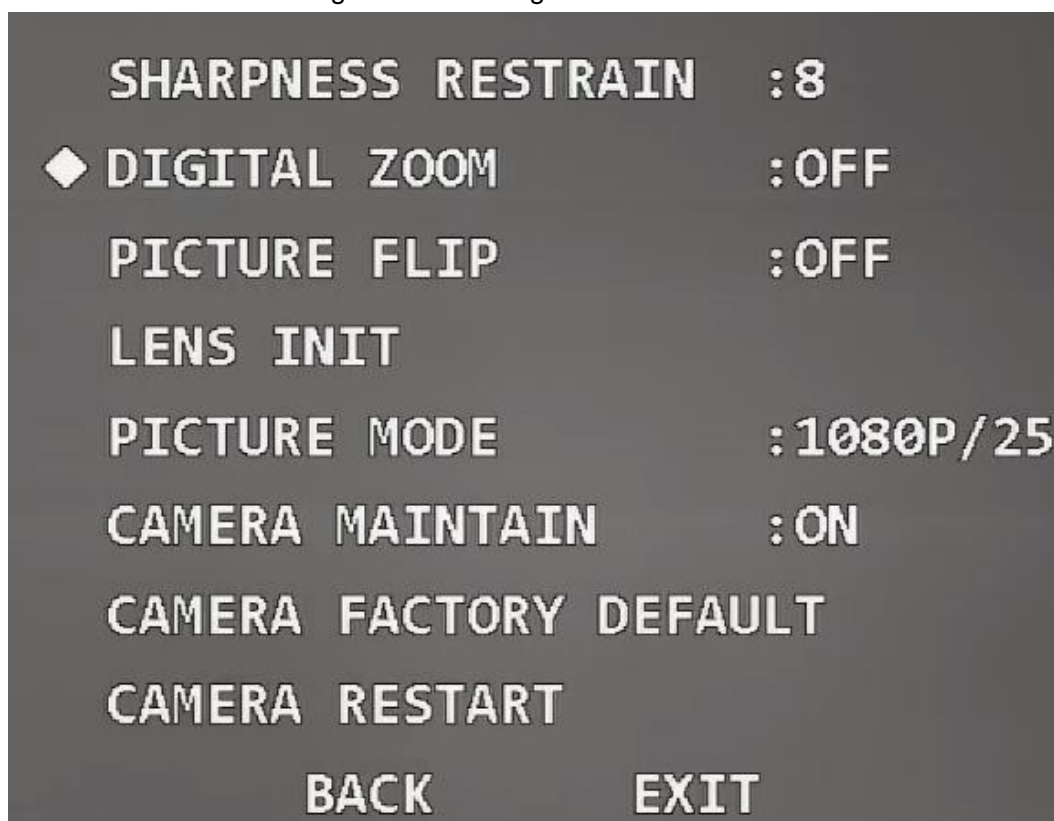 SHARPNESS RESTRAIN :8
DIGITAL ZOOM :OFF
PICTURE FLIP :OFF
LENS INIT
PICTURE MODE :1080P/25
CAMERA MAINTAIN :ON
CAMERA FACTORY DEFAULT
CAMERA RESTART
BACK EXIT